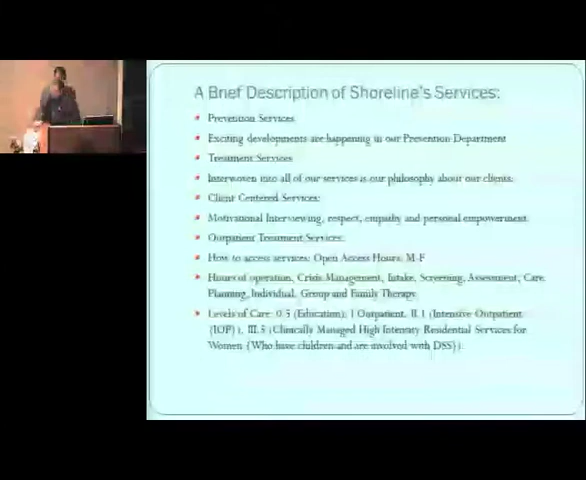 A Brief Description of Shoreline's Services:
Prevention Services
Exciting developments are happening in our Prevention Department
Treatment Services
Interwoven into all of our services is our philosophy about our clients:
Client Centered Services:
Motivational Interviewing, respect, empathy and personal empowerment.
Outpatient Treatment Services:
How to access services: Open Access Hours: M-F
Hours of operation, Crisis Management, Intake, Screening, Assessment, Care
Planning, Individual, Group and Family Therapy
Levels of Care: 0.5 (Education), I Outpatient, II.1 (Intensive Outpatient
(IOP)), III.5 (Clinically Managed High Intensity Residential Services for
Women {Who have children and are involved with DSS}).